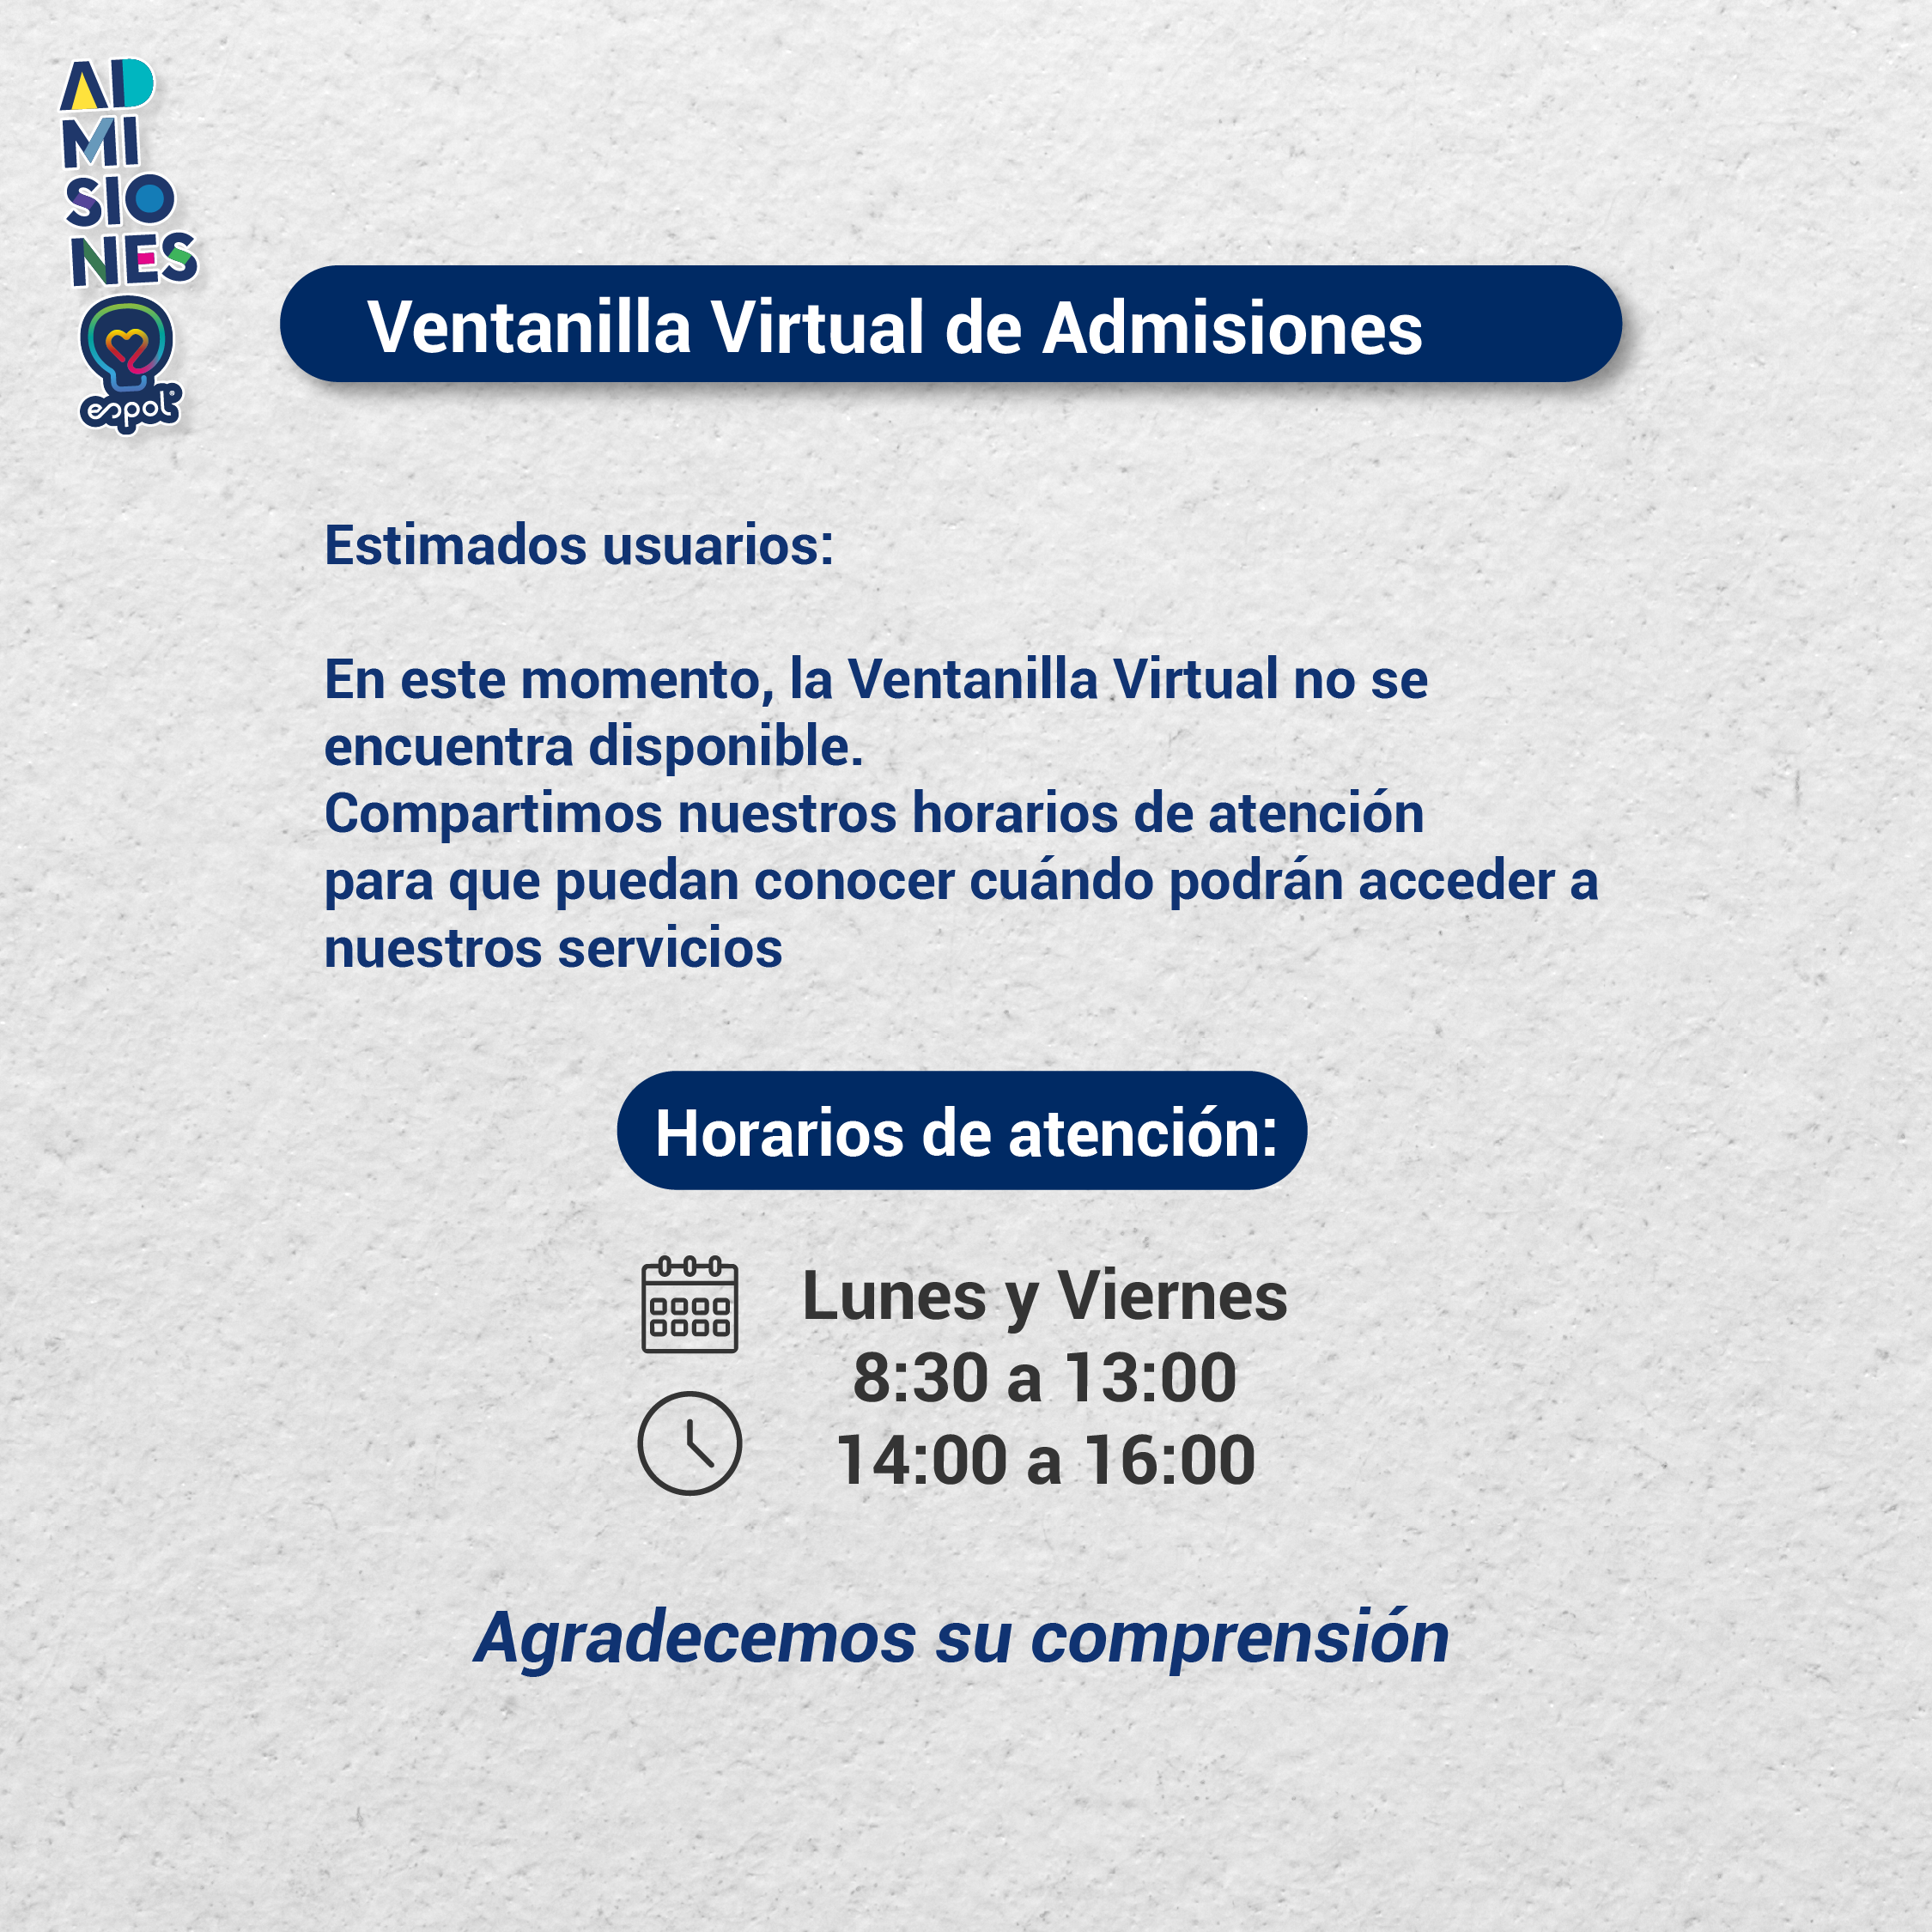 AD
MI
SIO
NES
espol
Ventanilla Virtual de Admisiones
Estimados usuarios:
En este momento, la Ventanilla Virtual no se
encuentra disponible.
Compartimos nuestros horarios de atención
para que puedan conocer cuándo podrán acceder a
nuestros servicios
Horarios de atención:
Lunes y Viernes
8:30 a 13:00
14:00 a 16:00
Agradecemos su comprensión